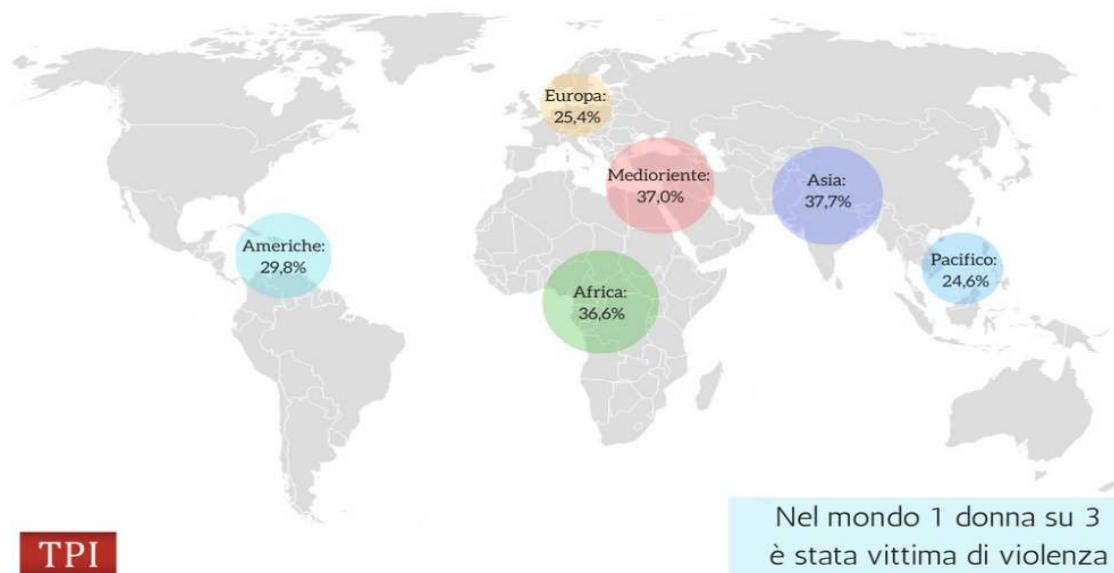 Europa:
25,4%
Medioriente:
37,0%
Asia:
37,7%
Americhe:
29,8%
Pacifico:
24,6%
Africa:
36,6%
Nel mondo 1 donna su 3
è stata vittima di violenza
TPI